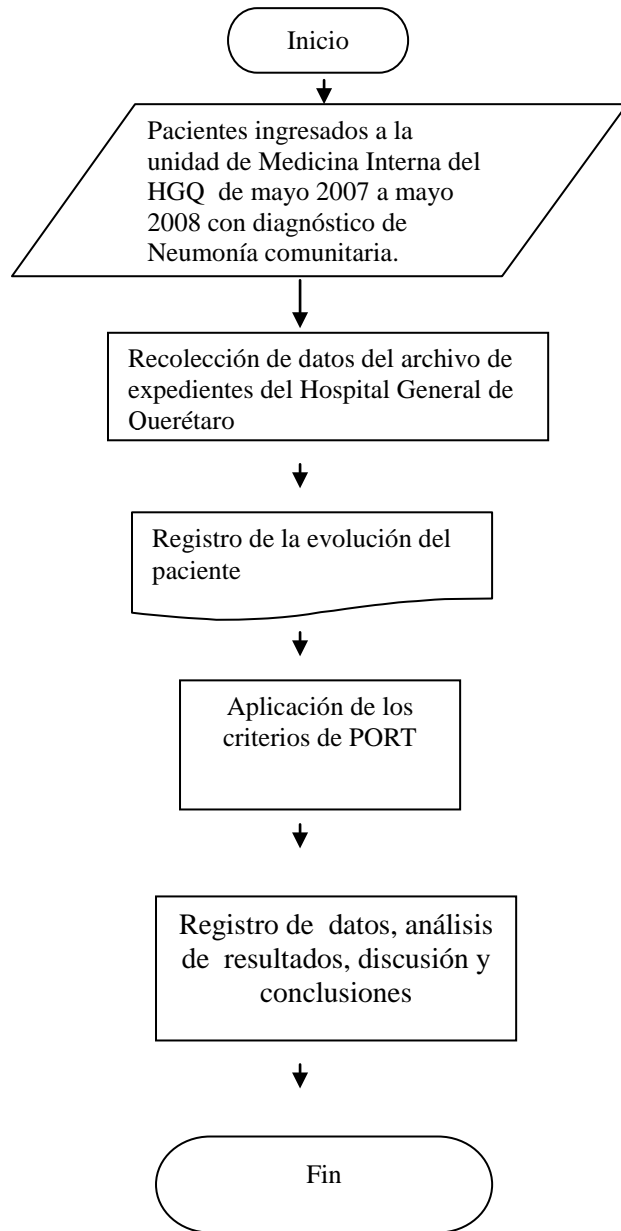 Inicio
Pacientes ingresados a la
unidad de Medicina Interna del
HGQ de mayo 2007 a mayo
2008 con diagnóstico de
Neumonía comunitaria.
Recolección de datos del archivo de
expedientes del Hospital General de
Querétaro
Registro de la evolución del
paciente
Aplicación de los
criterios de PORT
Registro de datos, análisis
de resultados, discusión y
conclusiones
Fin